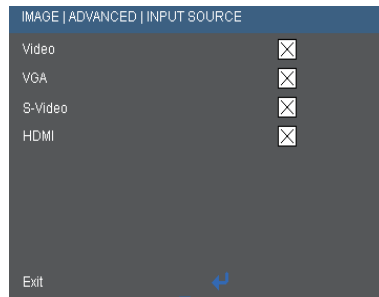 IMAGE | ADVANCED | INPUT SOURCE
Video
VGA
S-Video
HDMI
Exit